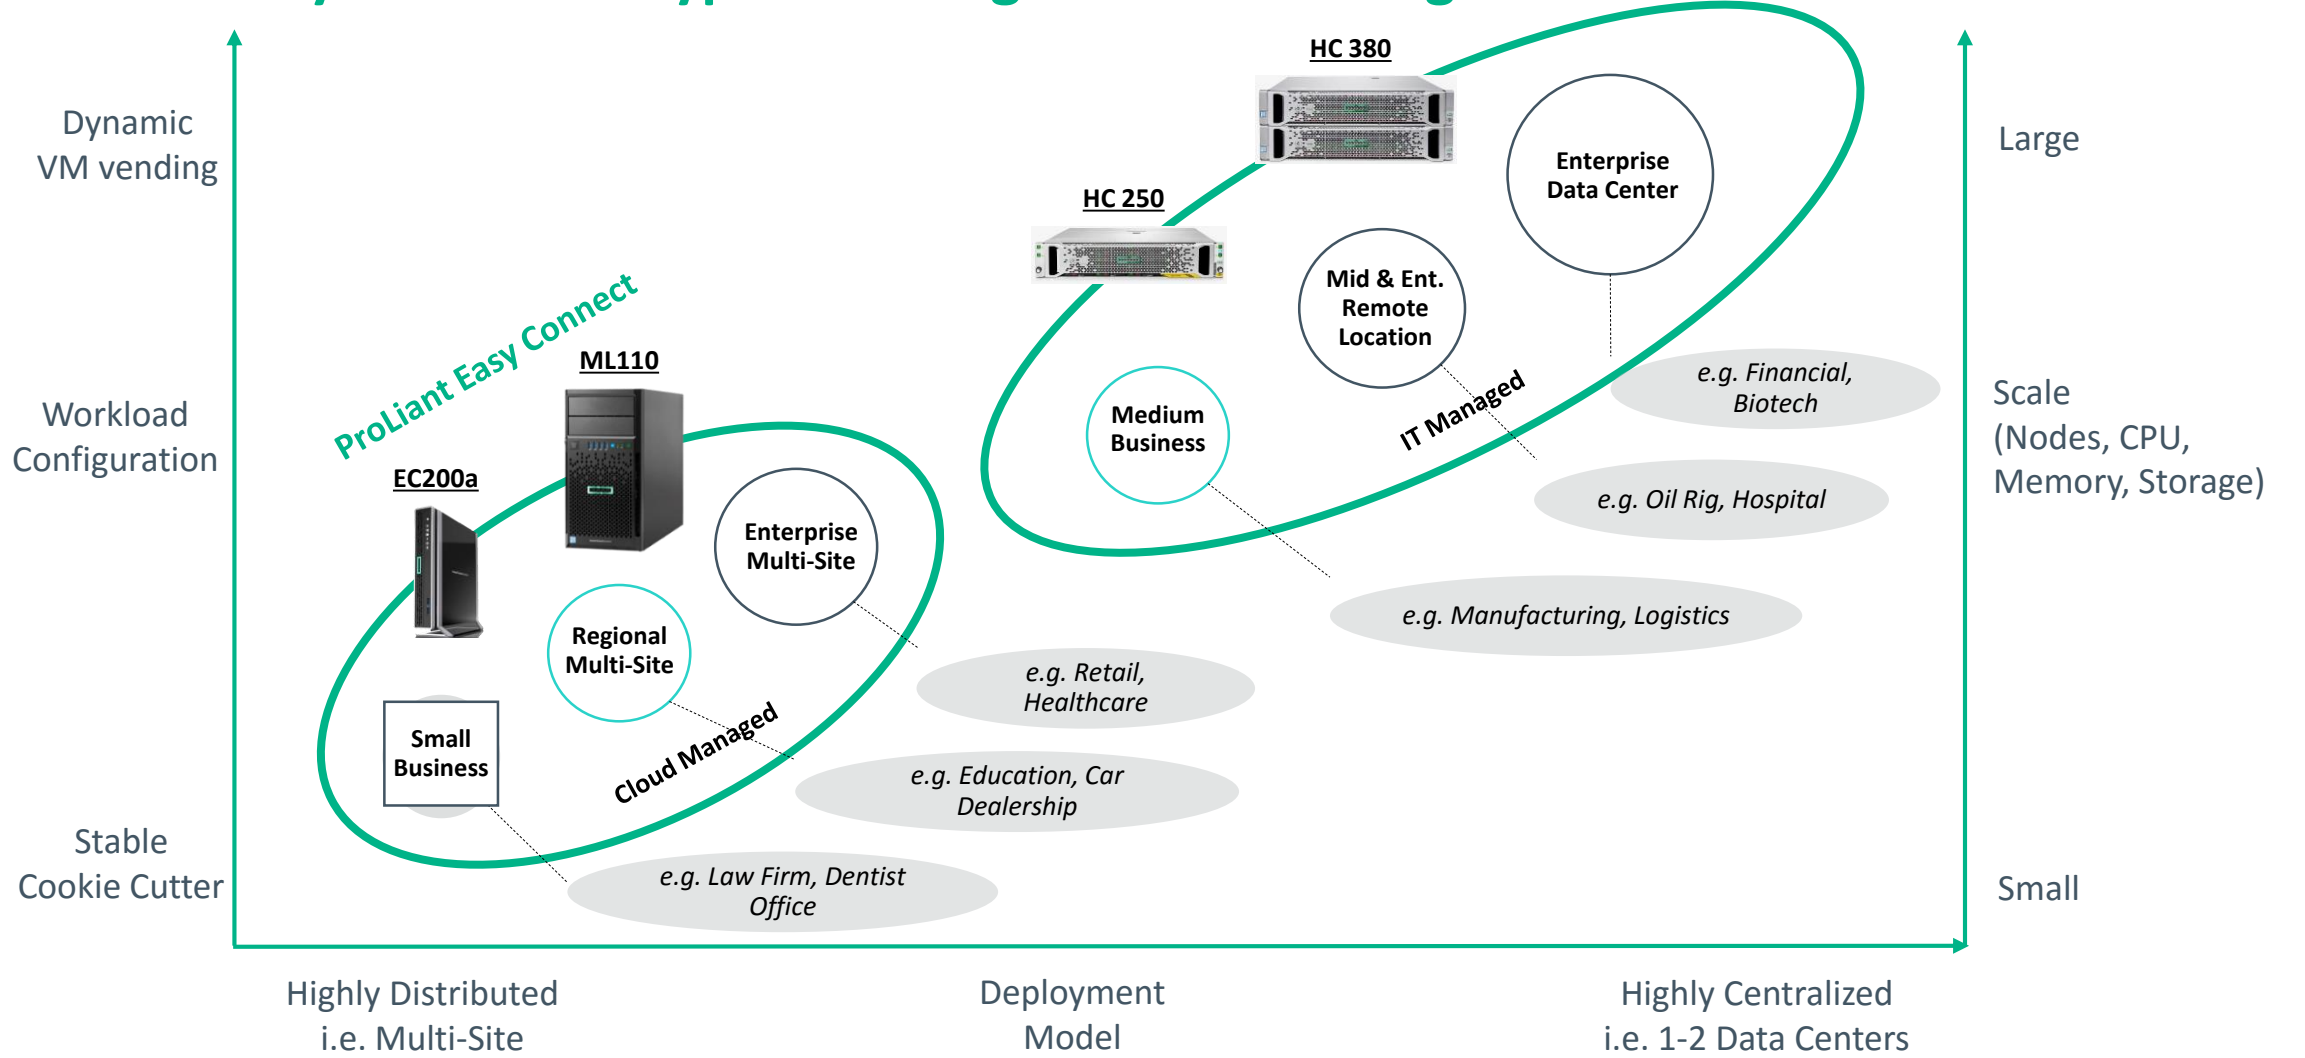 HC 380
Dynamic
VM vending
Large
Enterprise
Data Center
HC 250
Mid & Ent.
Remote
Location
ProLiant Easy Connect
ML110
e.g. Financial,
Biotech
IT Managed
Workload
Configuration
Scale
(Nodes, CPU,
Memory, Storage)
Medium
Business
EC200a
e.g. Oil Rig, Hospital
Enterprise
Multi-Site
e.g. Manufacturing, Logistics
Regional
Multi-Site
e.g. Retail,
Healthcare
Small
Business
Cloud Managed
e.g. Education, Car
Dealership
Stable
Cookie Cutter
e.g. Law Firm, Dentist
Office
Small
Highly Distributed
i.e. Multi-Site
Deployment
Model
Highly Centralized
i.e. 1-2 Data Centers